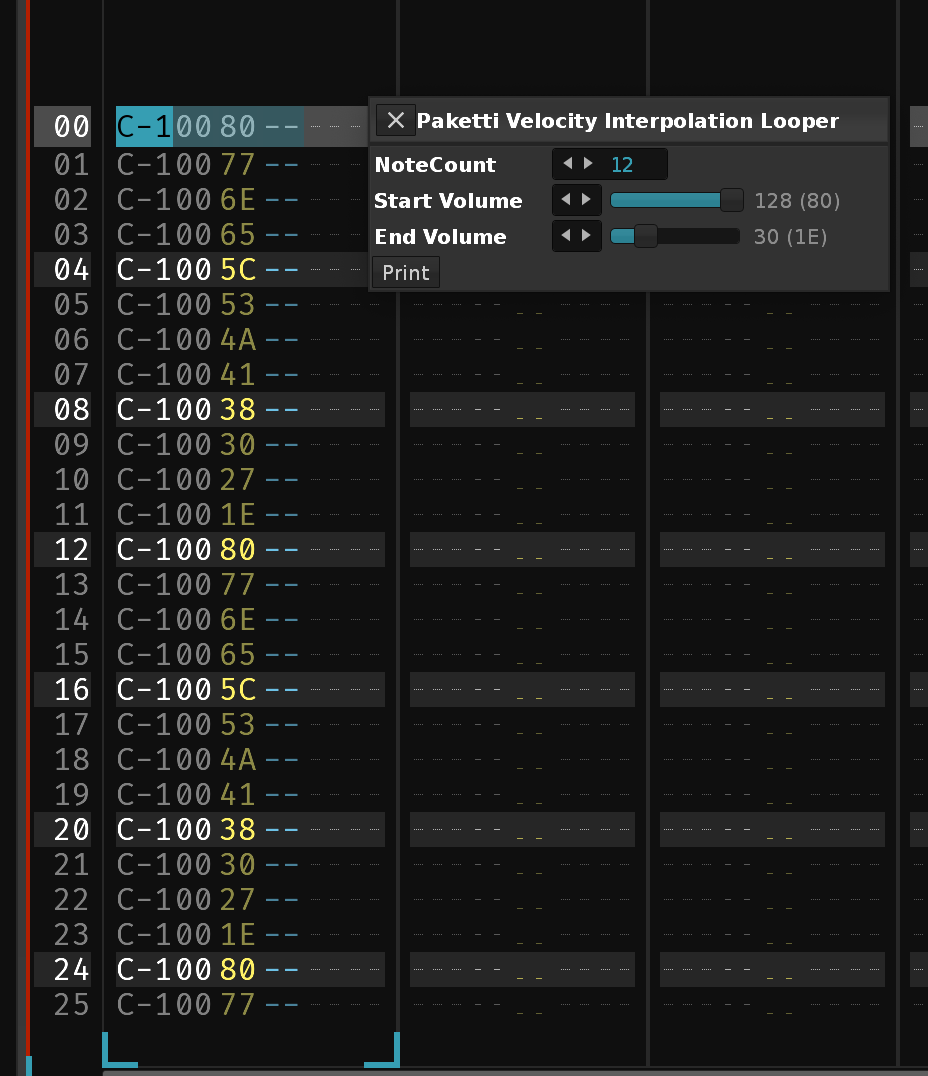 Paketti Velocity Interpolation Looper
NoteCount 12
Start Volume 128 (80)
End Volume 30 (1E)
Print
00 C-100 80 --
01 C-100 77 --
02 C-100 6E --
03 C-100 65 --
04 C-100 5C --
05 C-100 53 --
06 C-100 4A --
07 C-100 41 --
08 C-100 38 --
09 C-100 30 --
10 C-100 27 --
11 C-100 1E --
12 C-100 80 --
13 C-100 77 --
14 C-100 6E --
15 C-100 65 --
16 C-100 5C --
17 C-100 53 --
18 C-100 4A --
19 C-100 41 --
20 C-100 38 --
21 C-100 30 --
22 C-100 27 --
23 C-100 1E --
24 C-100 80 --
25 C-100 77 --